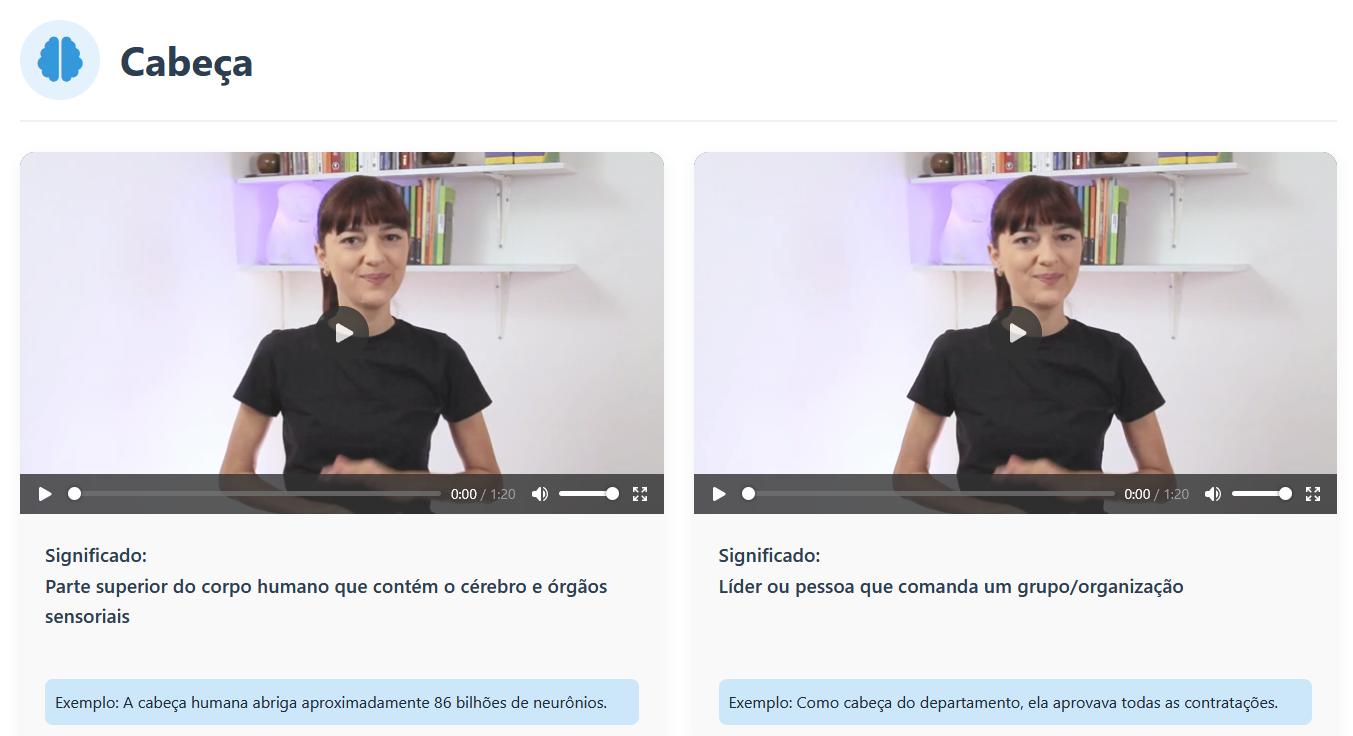 Cabeça
0:00 / 1:20
0:00 / 1:20
Significado:
Parte superior do corpo humano que contém o cérebro e órgãos
sensoriais
Exemplo: A cabeça humana abriga aproximadamente 86 bilhões de neurônios.
Significado:
Líder ou pessoa que comanda um grupo/organização
Exemplo: Como cabeça do departamento, ela aprovava todas as contratações.